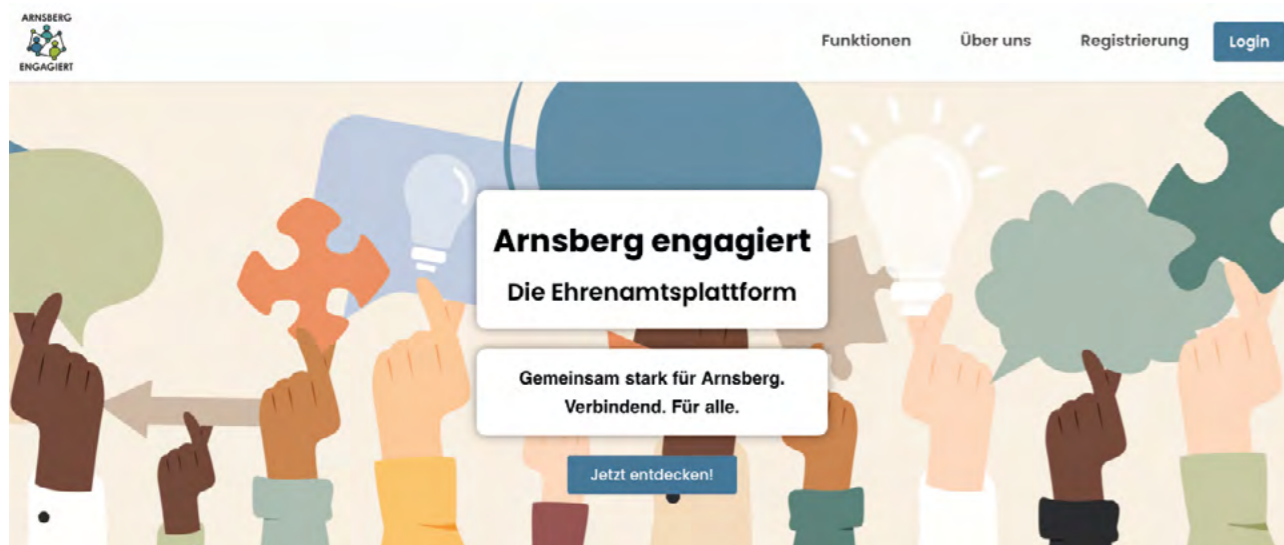 ARNSBERG
ENGAGIERT
Funktionen Über uns Registrierung Login
Arnsberg engagiert
Die Ehrenamtsplattform
Gemeinsam stark für Arnsberg.
Verbindend. Für alle.
Jetzt entdecken!